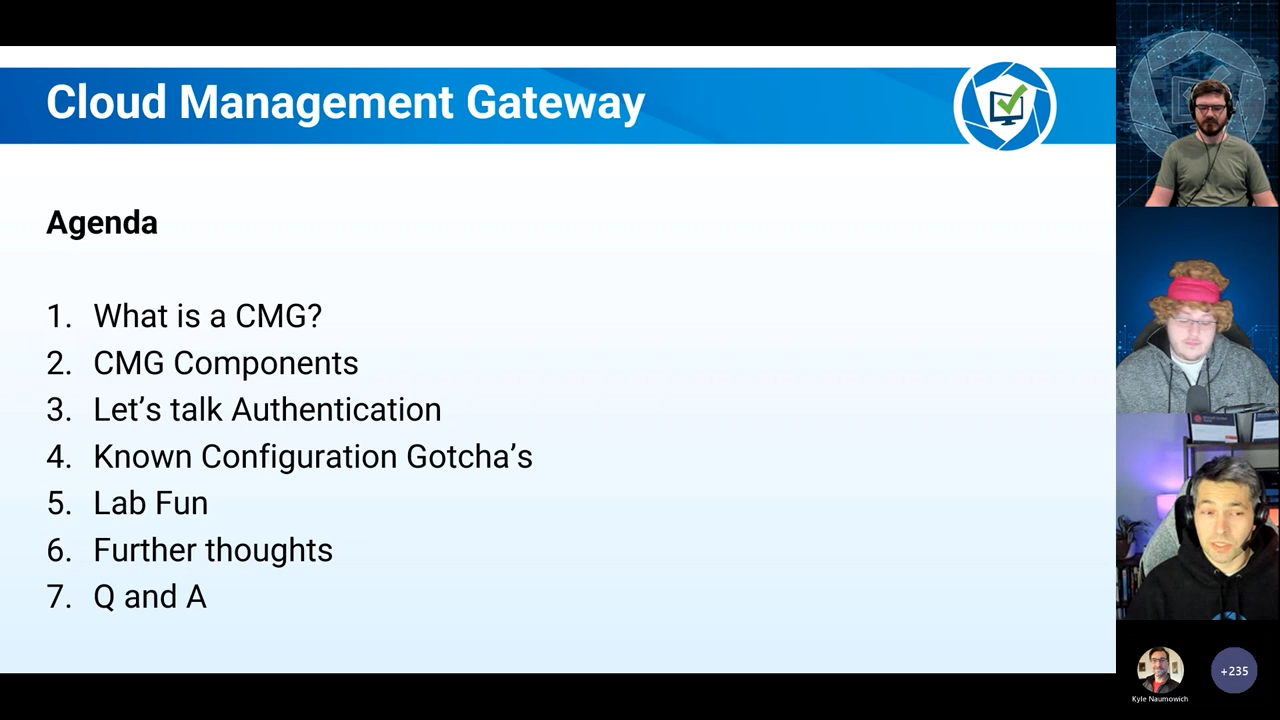 Cloud Management Gateway
Agenda
1. What is a CMG?
2. CMG Components
3. Let’s talk Authentication
4. Known Configuration Gotcha’s
5. Lab Fun
6. Further thoughts
7. Q and A
+235
Kyle Naumowich